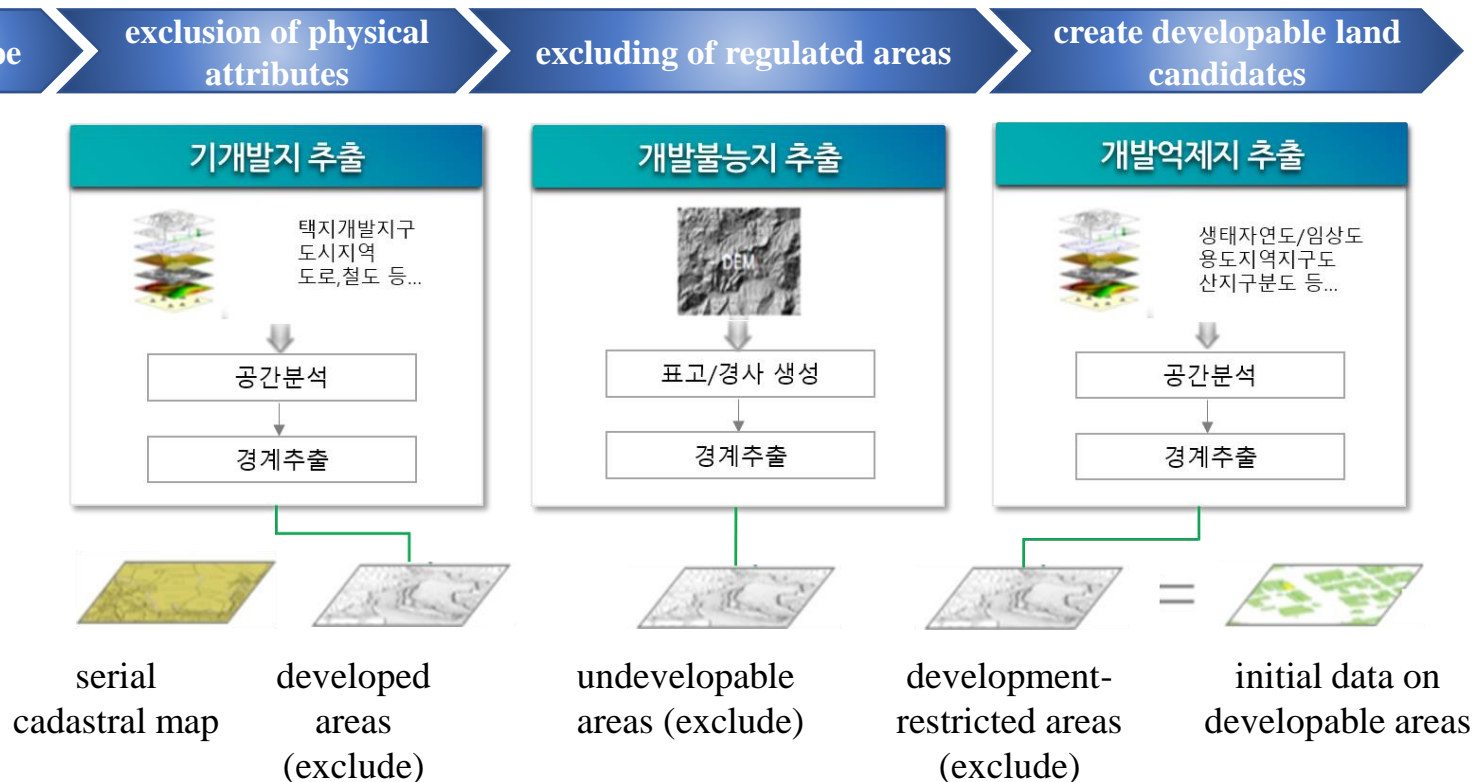 pe
exclusion of physical
attributes
excluding of regulated areas
create developable land
candidates
기개발지 추출
택지개발지구
도시지역
도로,철도 등...
공간분석
경계추출
개발불능지 추출
DEM
표고/경사 생성
경계추출
개발억제지 추출
생태자연도/임상도
용도지역지구도
산지구분도 등...
공간분석
경계추출
=
serial
cadastral map
developed
areas
(exclude)
undevelopable
areas (exclude)
development-
restricted areas
(exclude)
initial data on
developable areas